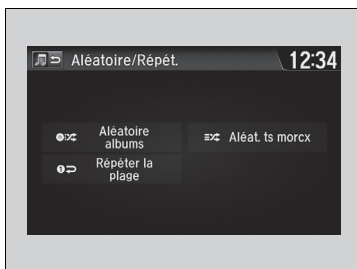 Aléatoire/Répét.
12:34
Aléatoire
albums
Aléat. ts morcx
Répéter la
plage